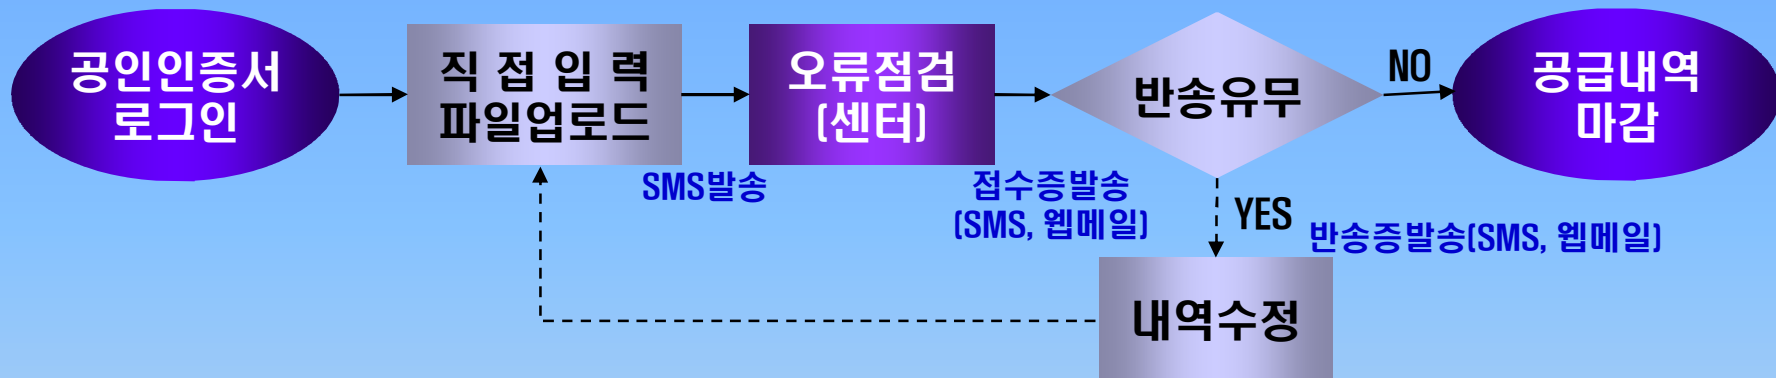 공인인증서
로그인
직 접 입 력
파일업로드
오류점검
(센터)
반송유무
NO
공급내역
마감
SMS발송
접수증발송
(SMS, 웹메일)
YES
반송증발송(SMS, 웹메일)
내역수정